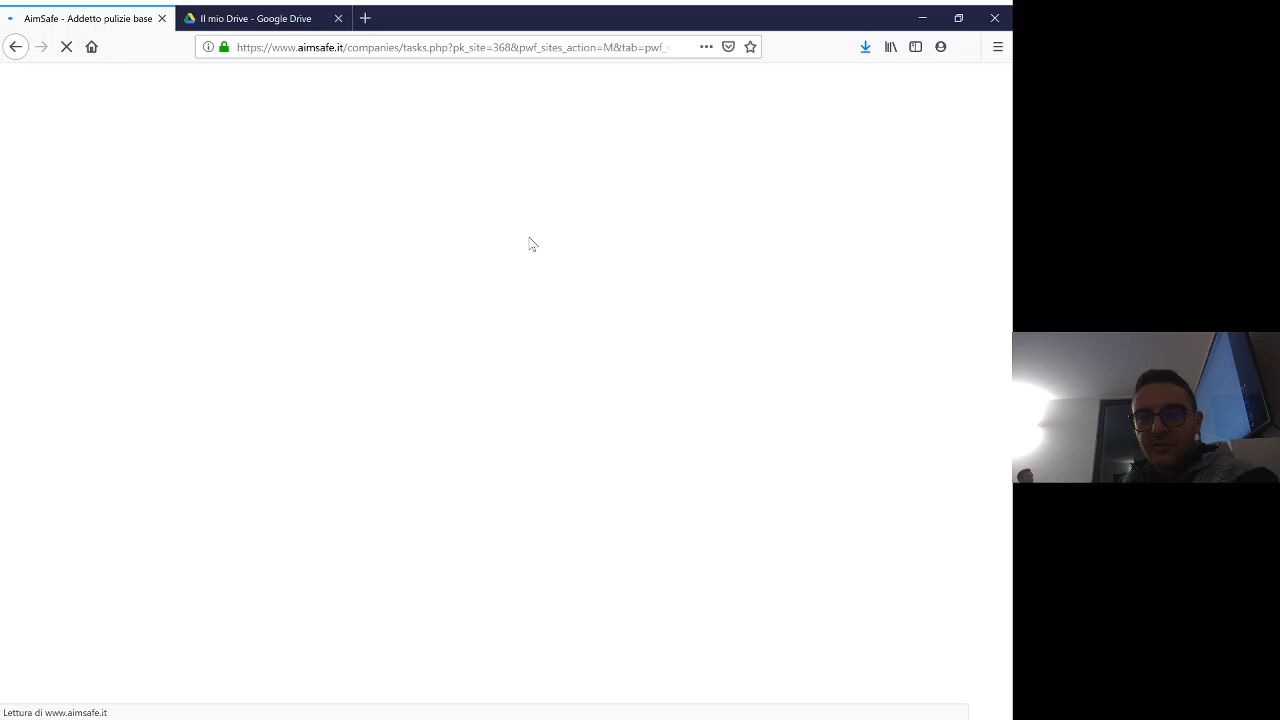 AimSafe - Addetto pulizie base
Il mio Drive - Google Drive
https://www.aimsafe.it/companies/tasks.php?pk_site=368&pwf_sites_action=M&tab=pwf_s
Lettura di www.aimsafe.it